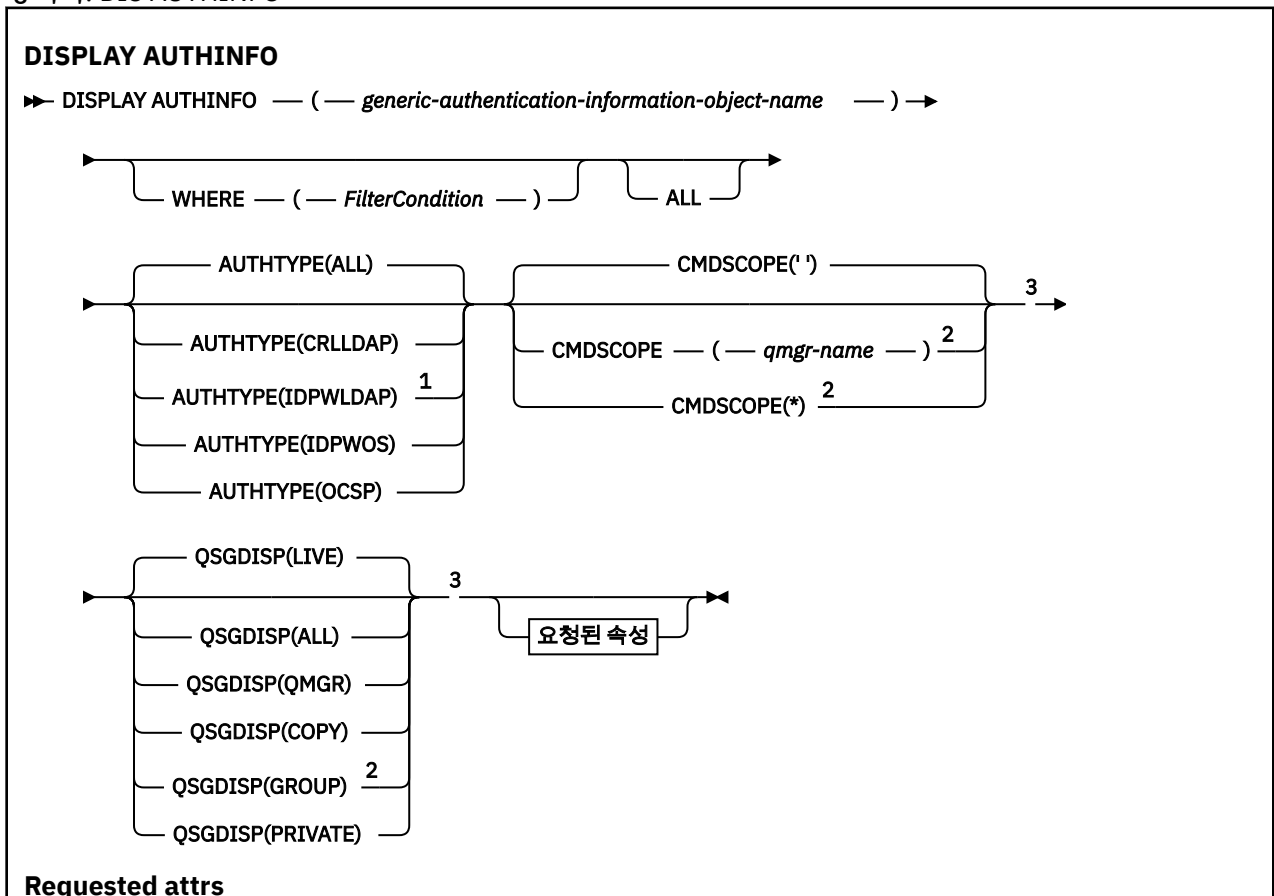 DISPLAY AUTHINFO
DISPLAY AUTHINFO ( generic-authentication-information-object-name )
WHERE ( FilterCondition ) ALL
AUTHTYPE(ALL)
AUTHTYPE(CRLLDAP)
AUTHTYPE(IDPWLDAP) 1
AUTHTYPE(IDPWOS)
AUTHTYPE(OCSP)
CMDSCOPE(' ')
CMDSCOPE ( qmgr-name ) 2
CMDSCOPE(*) 2
3
QSGDISP(LIVE)
QSGDISP(ALL)
QSGDISP(QMGR)
QSGDISP(COPY)
QSGDISP(GROUP) 2
QSGDISP(PRIVATE)
3
요청된 속성
Requested attrs